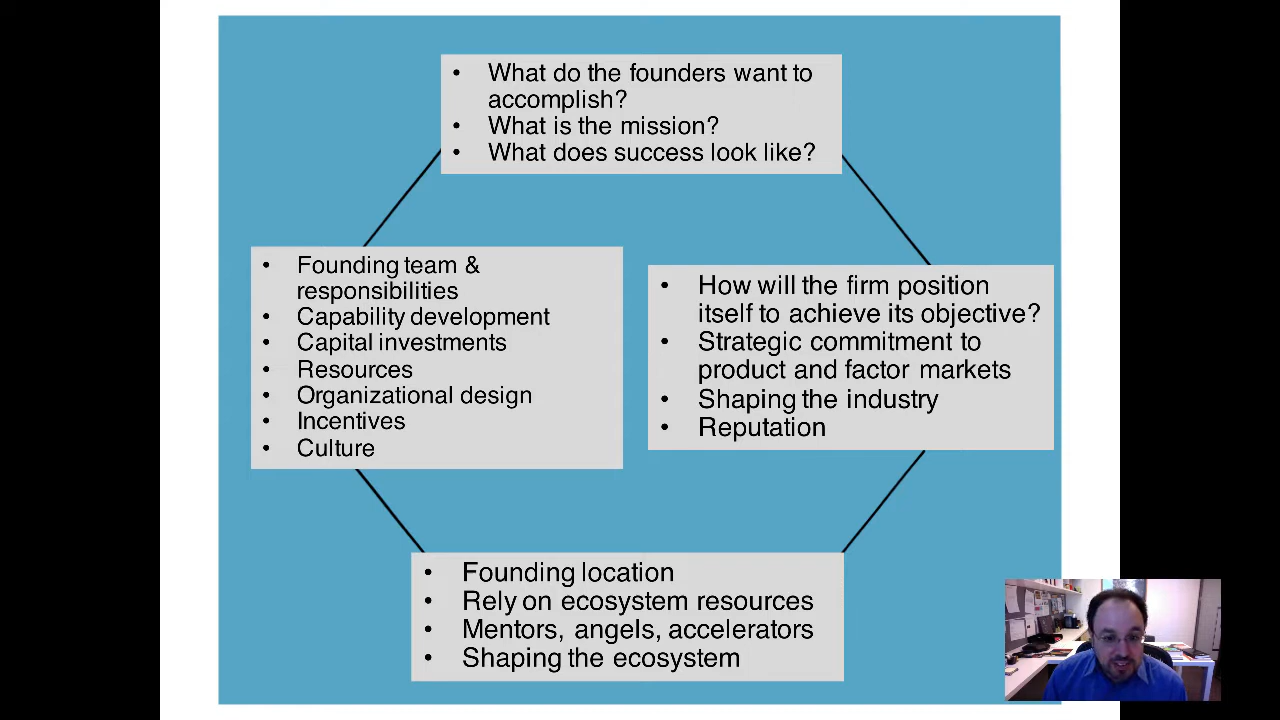 • What do the founders want to
accomplish?
• What is the mission?
• What does success look like?
• Founding team &
responsibilities
• Capability development
• Capital investments
• Resources
• Organizational design
• Incentives
• Culture
• How will the firm position
itself to achieve its objective?
• Strategic commitment to
product and factor markets
• Shaping the industry
• Reputation
• Founding location
• Rely on ecosystem resources
• Mentors, angels, accelerators
• Shaping the ecosystem